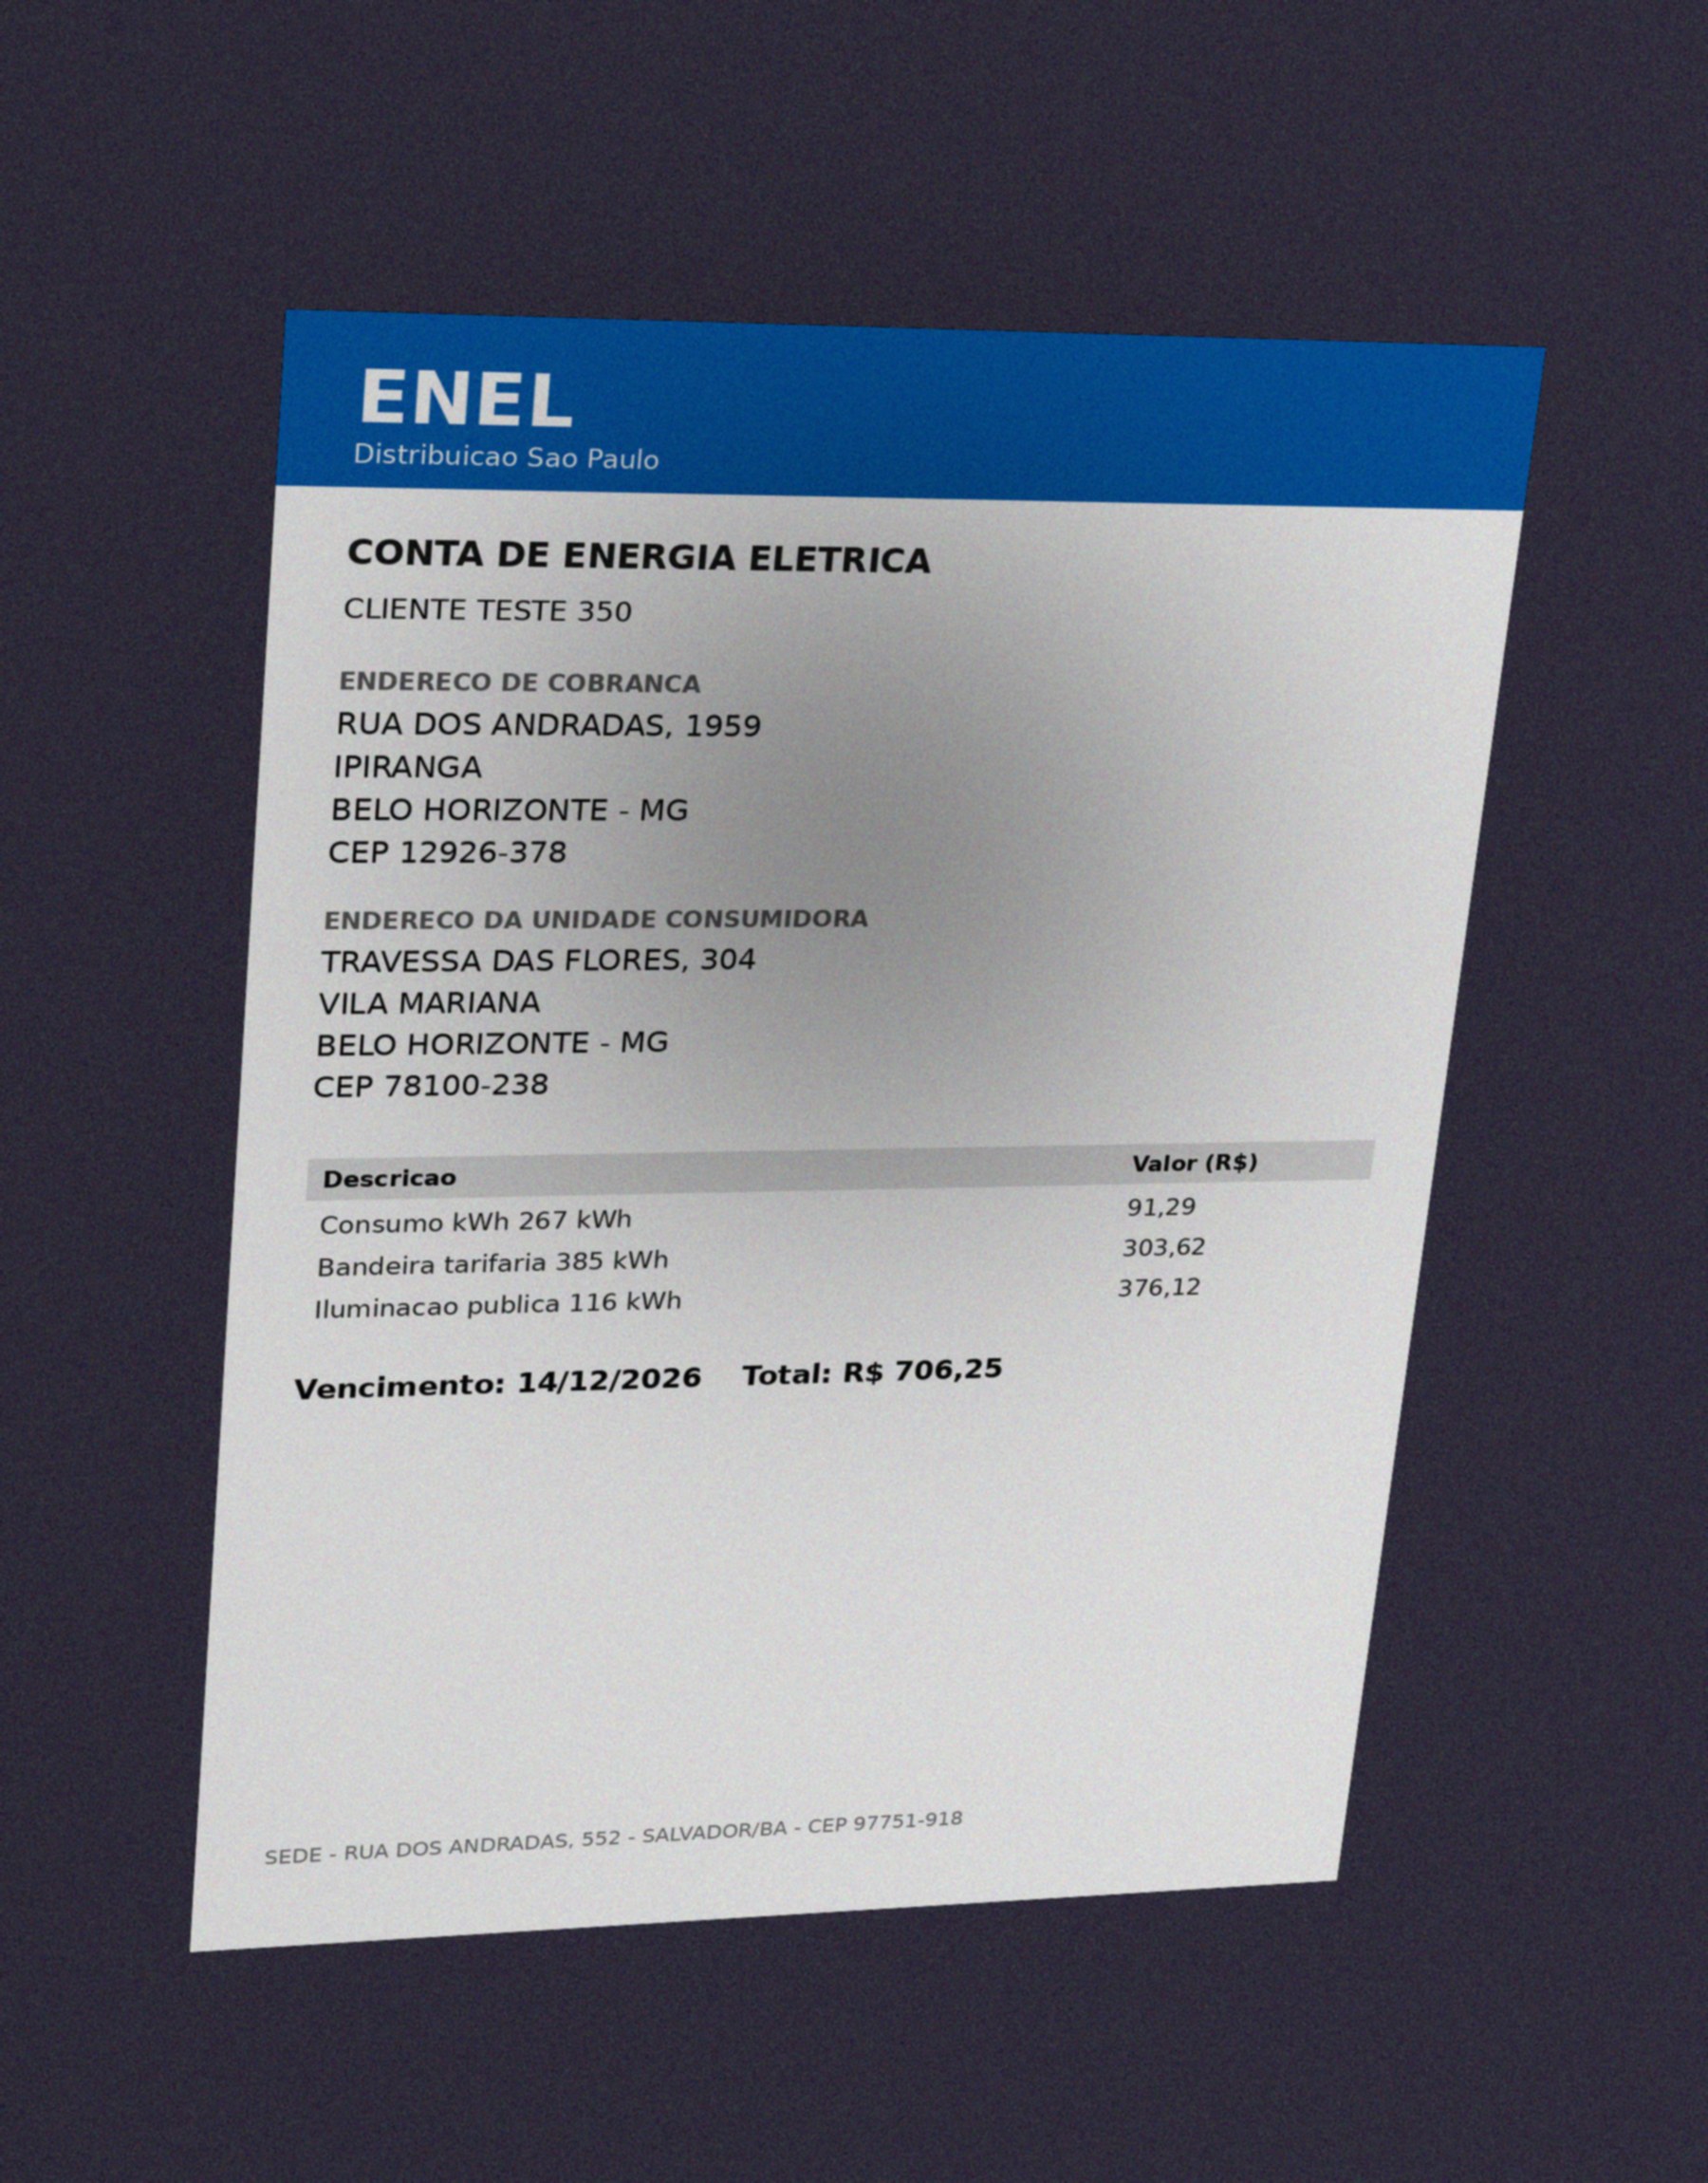 ENEL
Distribuicao Sao Paulo
CONTA DE ENERGIA ELETRICA
CLIENTE TESTE 350
ENDERECO DE COBRANCA
RUA DOS ANDRADAS, 1959
IPIRANGA
BELO HORIZONTE - MG
CEP 12926-378
ENDERECO DA UNIDADE CONSUMIDORA
TRAVESSA DAS FLORES, 304
VILA MARIANA
BELO HORIZONTE - MG
CEP 78100-238
Descricao Valor (R$)
Consumo kWh 267 kWh 91,29
Bandeira tarifaria 385 kWh 303,62
Iluminacao publica 116 kWh 376,12
Vencimento: 14/12/2026 Total: R$ 706,25
SEDE - RUA DOS ANDRADAS, 552 - SALVADOR/BA - CEP 97751-918